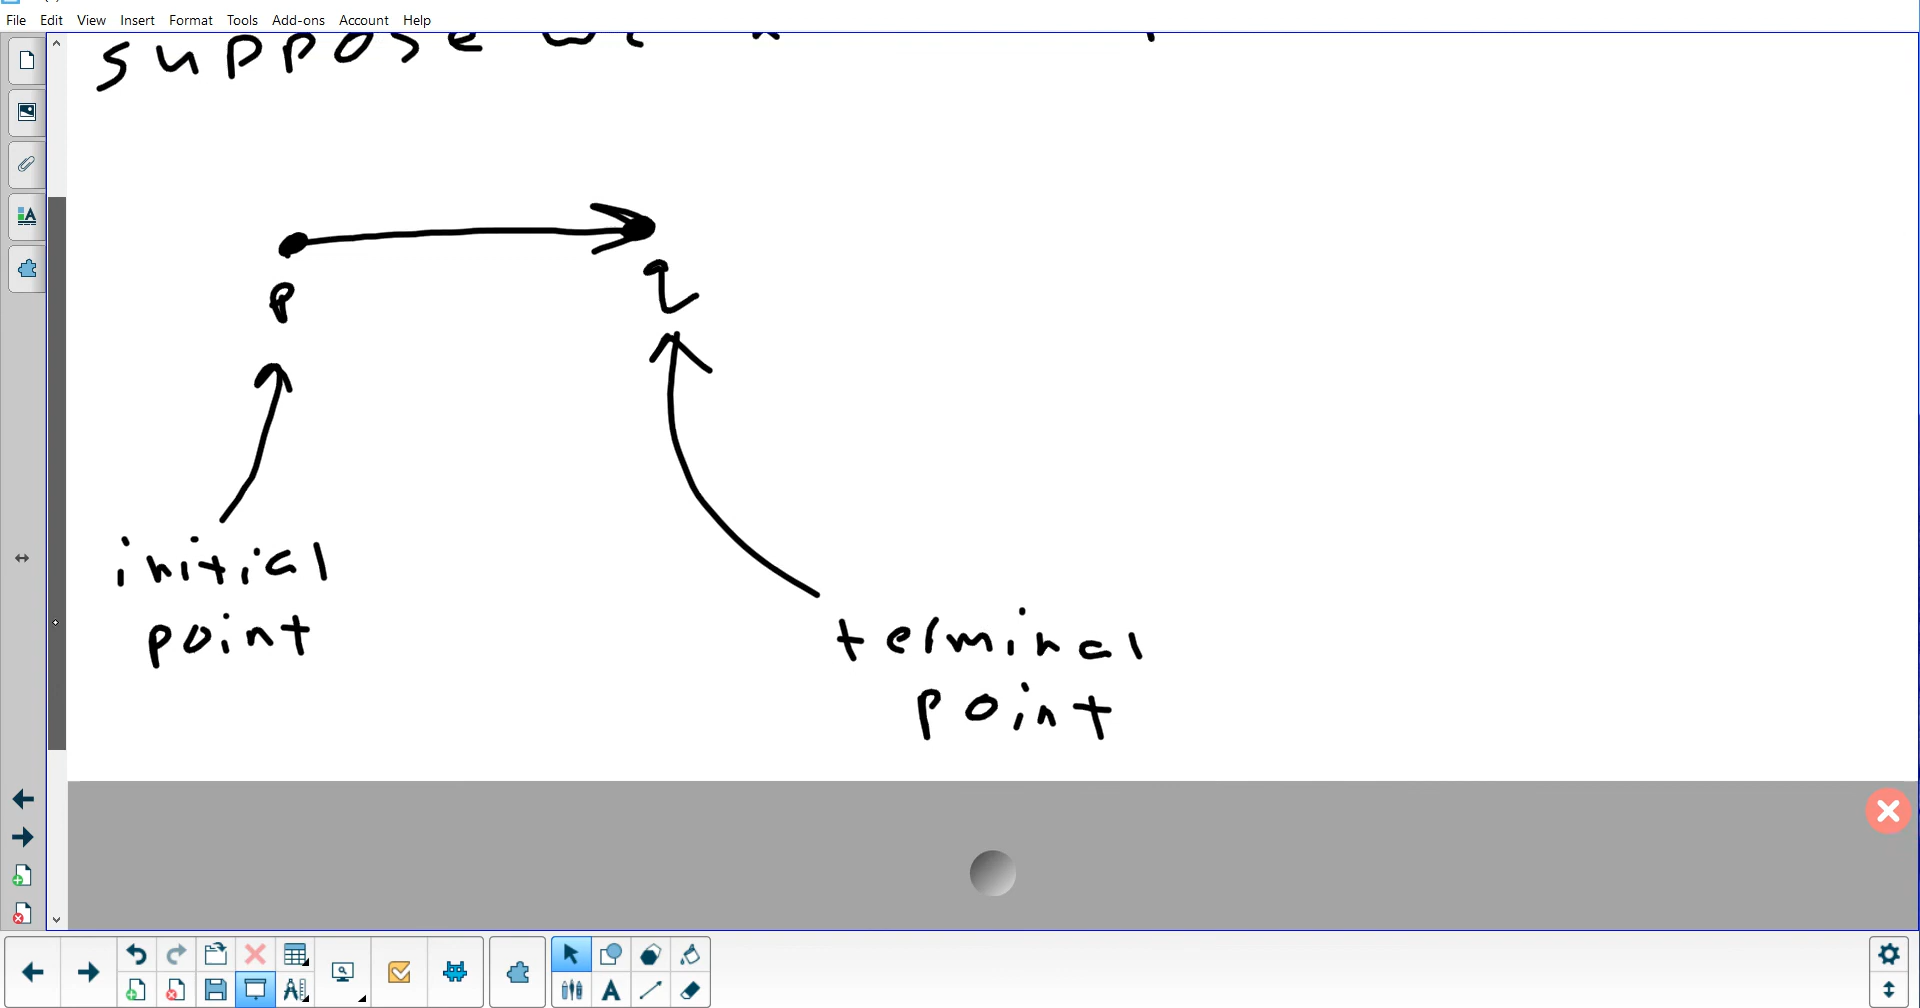 File Edit View Insert Format Tools Add-ons Account Help
suppose
P
q
initial
point
terminal
point